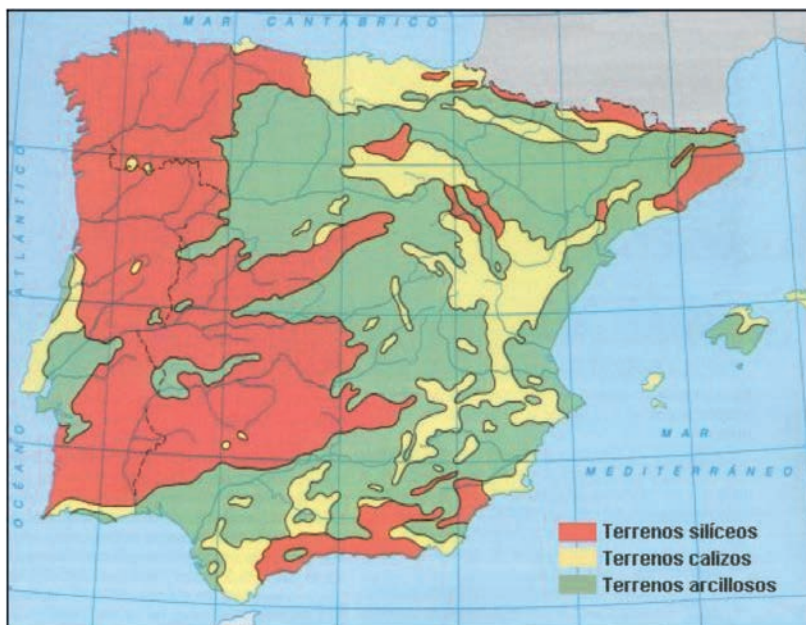 MAR CANTÁBRICO
OCÉANO ATLÁNTICO
MAR
MEDITERRÁNEO
Terrenos silíceos
Terrenos calizos
Terrenos arcillosos